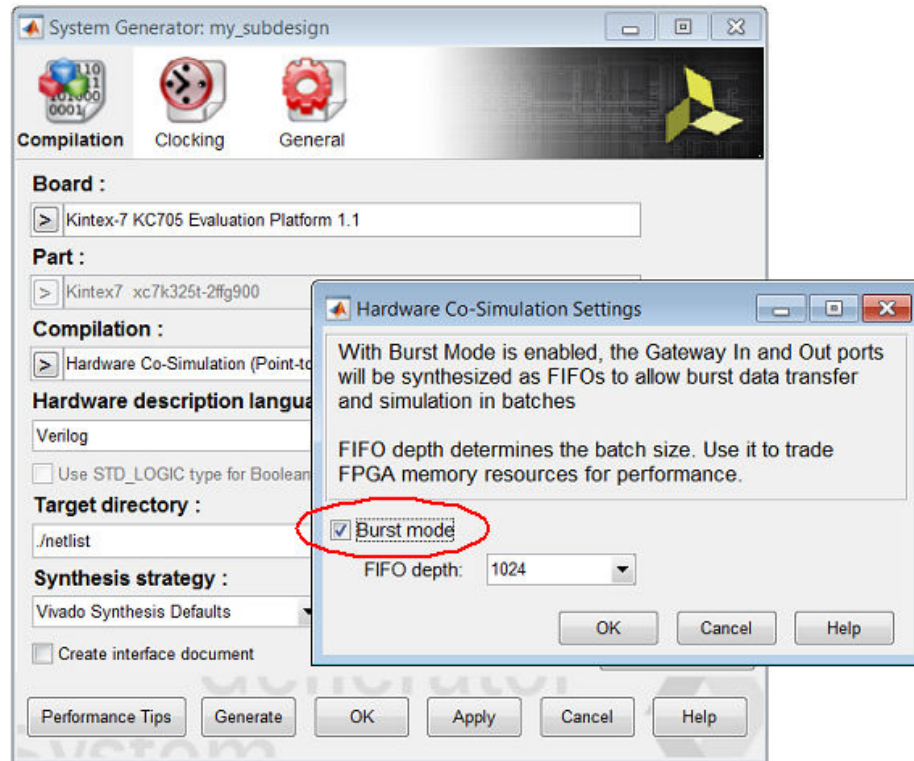 System Generator: my_subdesign
Compilation
Clocking
General
Board :
> Kintex-7 KC705 Evaluation Platform 1.1
Part :
> Kintex7 xc7k325t-2ffg900
Compilation :
> Hardware Co-Simulation (Point-to
Hardware description langua
Verilog
Use STD_LOGIC type for Boolean
Target directory :
./netlist
Synthesis strategy :
Vivado Synthesis Defaults
Create interface document
Performance Tips
Generate
OK
Apply
Cancel
Help
Hardware Co-Simulation Settings
With Burst Mode is enabled, the Gateway In and Out ports
will be synthesized as FIFOs to allow burst data transfer
and simulation in batches
FIFO depth determines the batch size. Use it to trade
FPGA memory resources for performance.
Burst mode
FIFO depth: 1024
OK
Cancel
Help